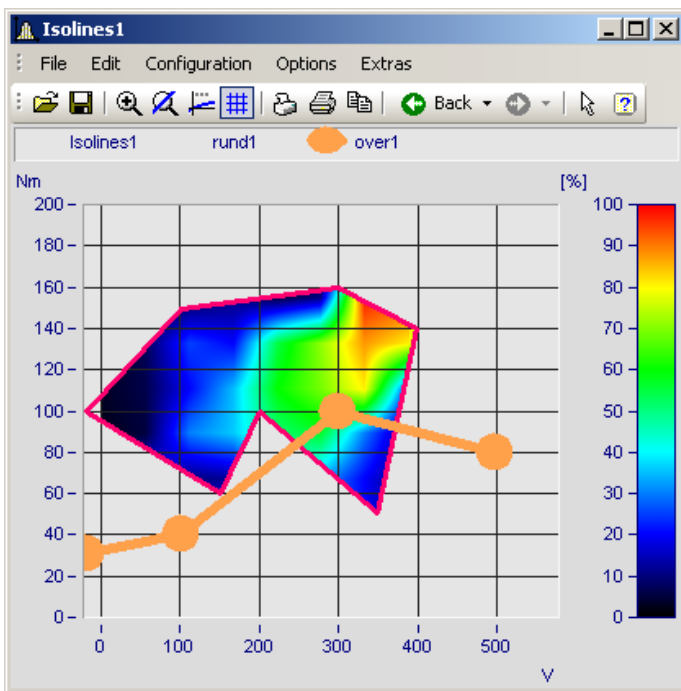 Isolines1
File Edit Configuration Options Extras
Back
Isolines1 rund1 over1
Nm [%]
200 100
180 90
160 80
140 70
120 60
100 50
80 40
60 30
40 20
20 10
0 0
0 100 200 300 400 500
V